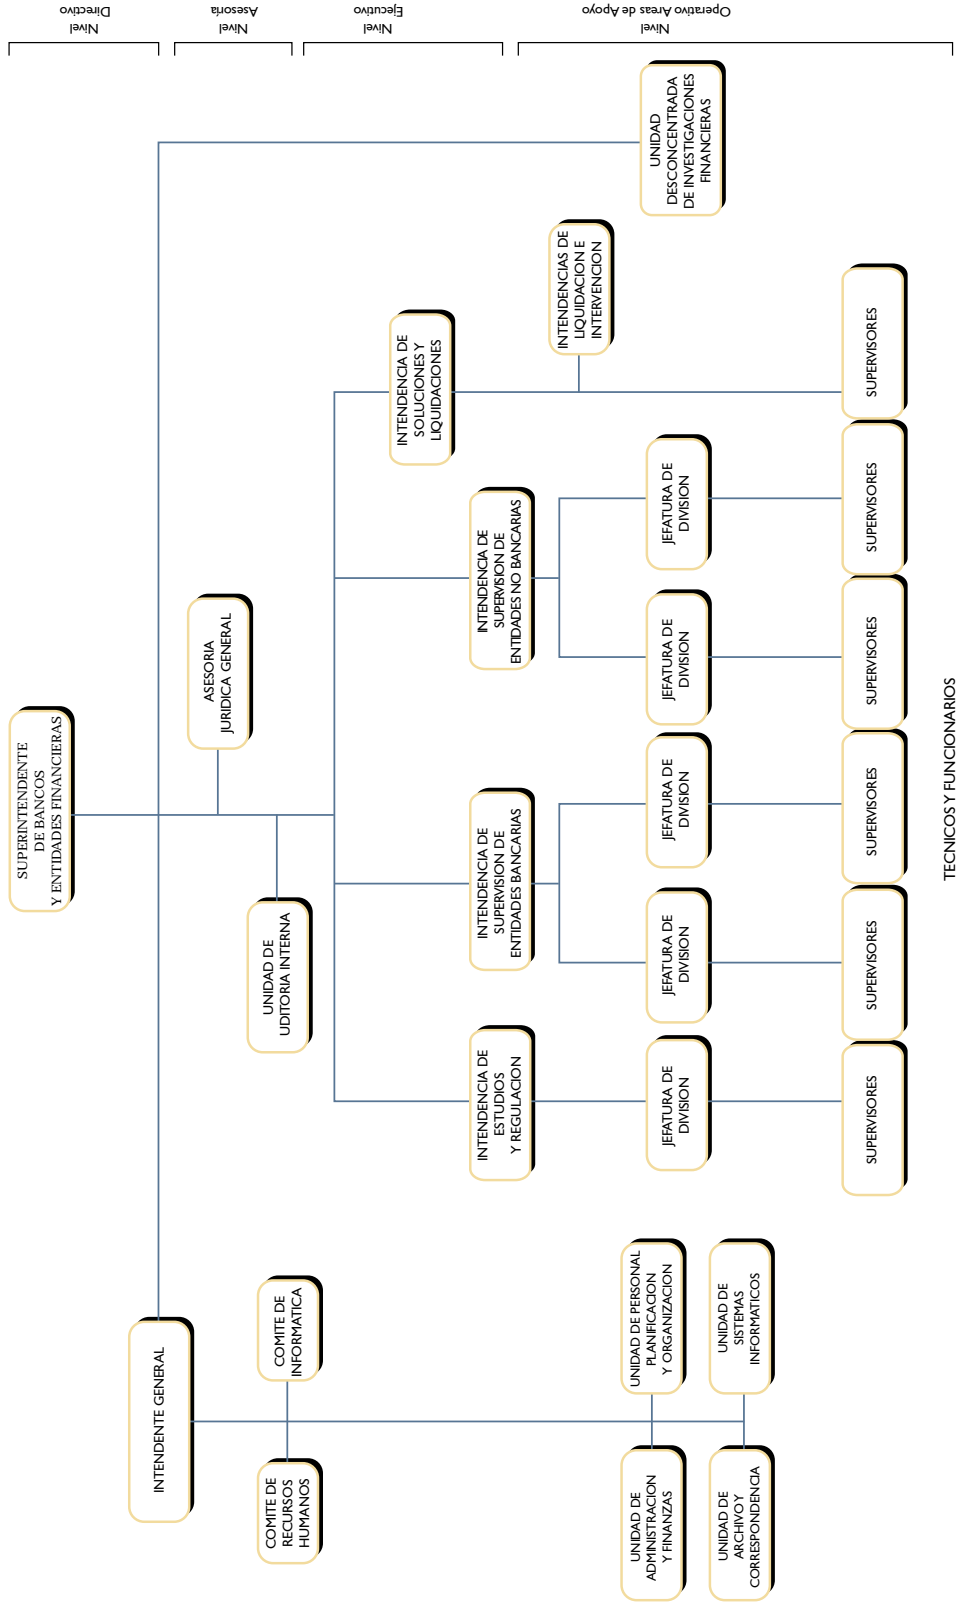 SUPERINTENDENTE
DE BANCOS
Y ENTIDADES FINANCIERAS
INTENDENTE GENERAL
ASESORIA
JURIDICA GENERAL
UNIDAD DE
UDITORIA INTERNA
COMITE DE
RECURSOS
HUMANOS
COMITE DE
INFORMATICA
INTENDENCIA DE
ESTUDIOS
Y REGULACION
INTENDENCIA DE
SUPERVISION DE
ENTIDADES BANCARIAS
INTENDENCIA DE
SUPERVISION DE
ENTIDADES NO BANCARIAS
INTENDENCIA DE
SOLUCIONES Y
LIQUIDACIONES
INTENDENCIAS DE
LIQUIDACION E
INTERVENCION
UNIDAD
DESCONCENTRADA
DE INVESTIGACIONES
FINANCIERAS
UNIDAD DE
ADMINISTRACION
Y FINANZAS
UNIDAD DE PERSONAL
PLANIFICACION
Y ORGANIZACION
UNIDAD DE
ARCHIVO Y
CORRESPONDENCIA
UNIDAD DE
SISTEMAS
INFORMATICOS
JEFATURA DE
DIVISION
JEFATURA DE
DIVISION
JEFATURA DE
DIVISION
JEFATURA DE
DIVISION
JEFATURA DE
DIVISION
SUPERVISORES
SUPERVISORES
SUPERVISORES
SUPERVISORES
SUPERVISORES
SUPERVISORES
TECNICOS Y FUNCIONARIOS
Nivel
Directivo
Nivel
Asesoría
Nivel
Ejecutivo
Nivel
Operativo Areas de Apoyo